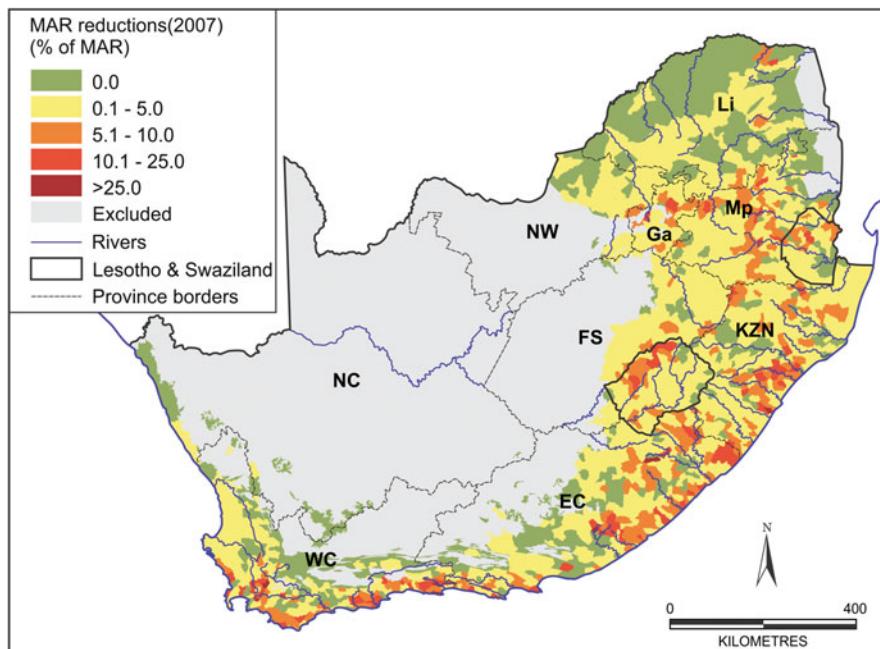 MAR reductions(2007)
(% of MAR)
0.0
0.1 - 5.0
5.1 - 10.0
10.1 - 25.0
>25.0
Excluded
Rivers
Lesotho & Swaziland
Province borders
Li
Mp
NW
Ga
FS
KZN
NC
EC
WC
N
0 400
KILOMETRES